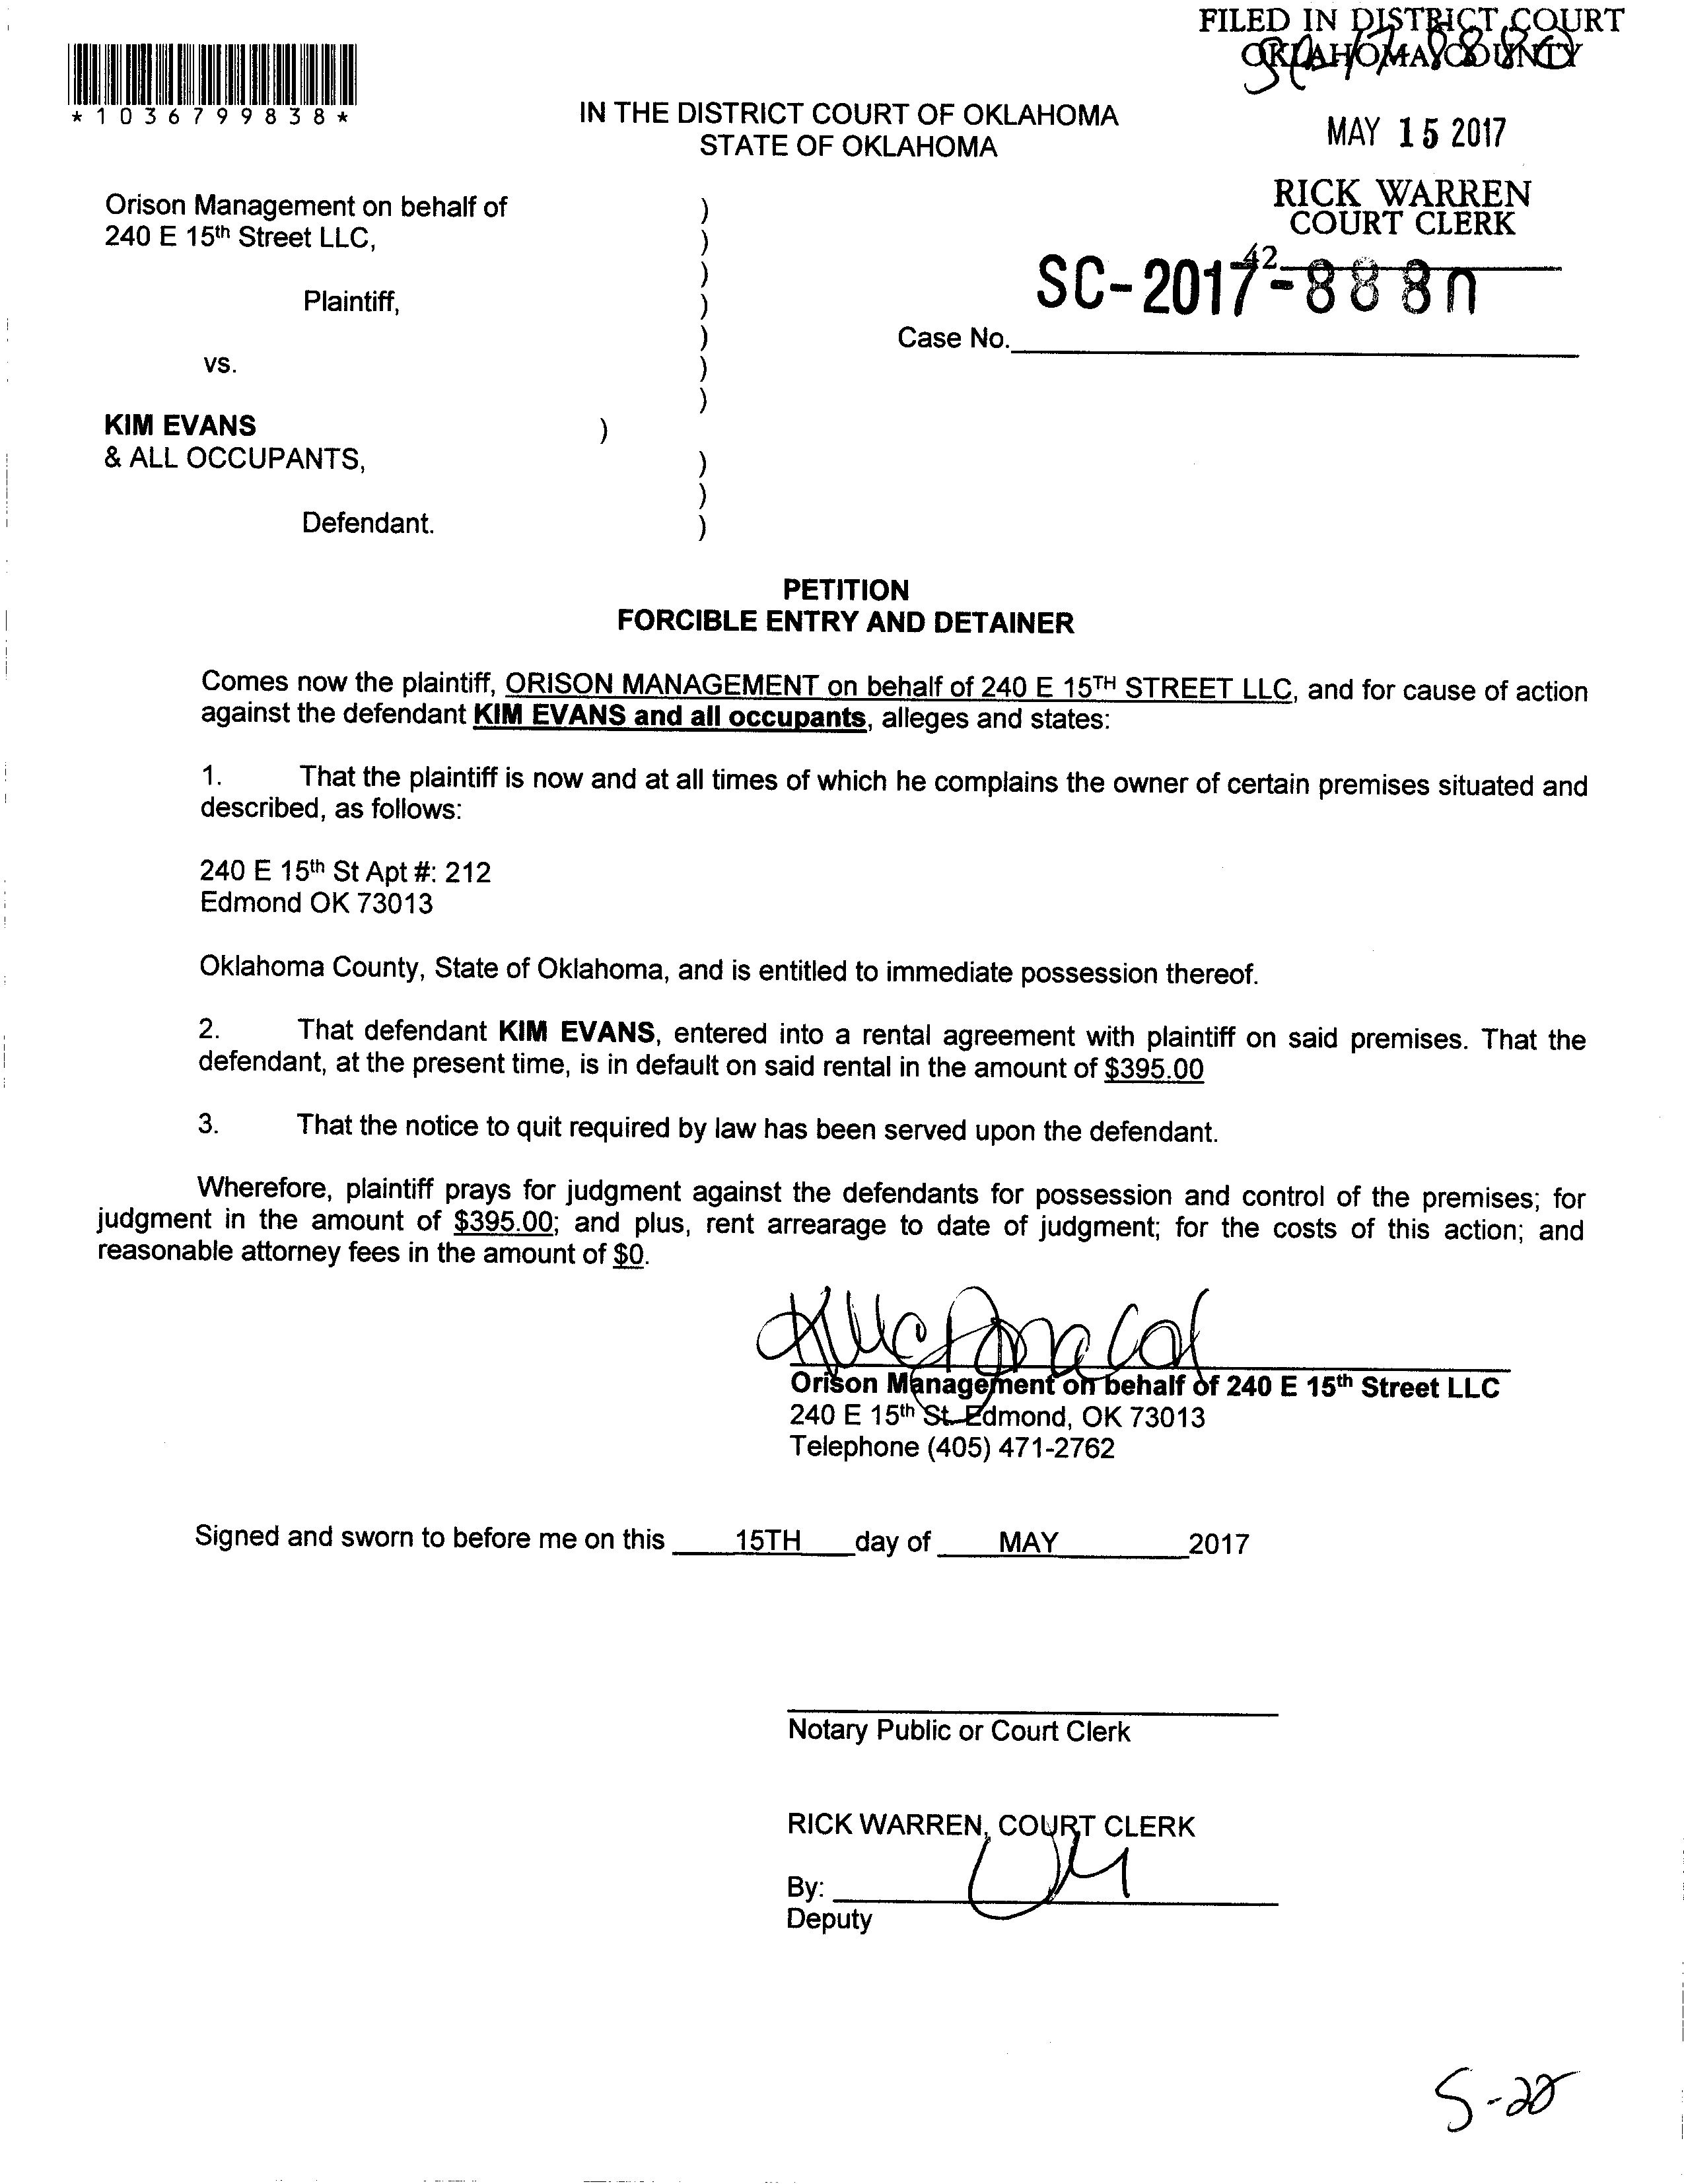 FILED IN DISTRICT COURT
OKLAHOMA COUNTY
*1036799838*
IN THE DISTRICT COURT OF OKLAHOMA
STATE OF OKLAHOMA
MAY 15 2017
RICK WARREN
COURT CLERK
42
Orison Management on behalf of )
240 E 15th Street LLC, )
)
Plaintiff, )
SC-2017-8880
) Case No.
vs. )
)
KIM EVANS )
& ALL OCCUPANTS, )
)
Defendant. )
PETITION
FORCIBLE ENTRY AND DETAINER
Comes now the plaintiff, ORISON MANAGEMENT on behalf of 240 E 15TH STREET LLC, and for cause of action
against the defendant KIM EVANS and all occupants, alleges and states:
1. That the plaintiff is now and at all times of which he complains the owner of certain premises situated and
described, as follows:
240 E 15th St Apt #: 212
Edmond OK 73013
Oklahoma County, State of Oklahoma, and is entitled to immediate possession thereof.
2. That defendant KIM EVANS, entered into a rental agreement with plaintiff on said premises. That the
defendant, at the present time, is in default on said rental in the amount of $395.00
3. That the notice to quit required by law has been served upon the defendant.
Wherefore, plaintiff prays for judgment against the defendants for possession and control of the premises; for
judgment in the amount of $395.00; and plus, rent arrearage to date of judgment; for the costs of this action; and
reasonable attorney fees in the amount of $0.
Orison Management on behalf of 240 E 15th Street LLC
240 E 15th St Edmond, OK 73013
Telephone (405) 471-2762
Signed and sworn to before me on this 15TH day of MAY 2017
Notary Public or Court Clerk
RICK WARREN, COURT CLERK
By:
Deputy